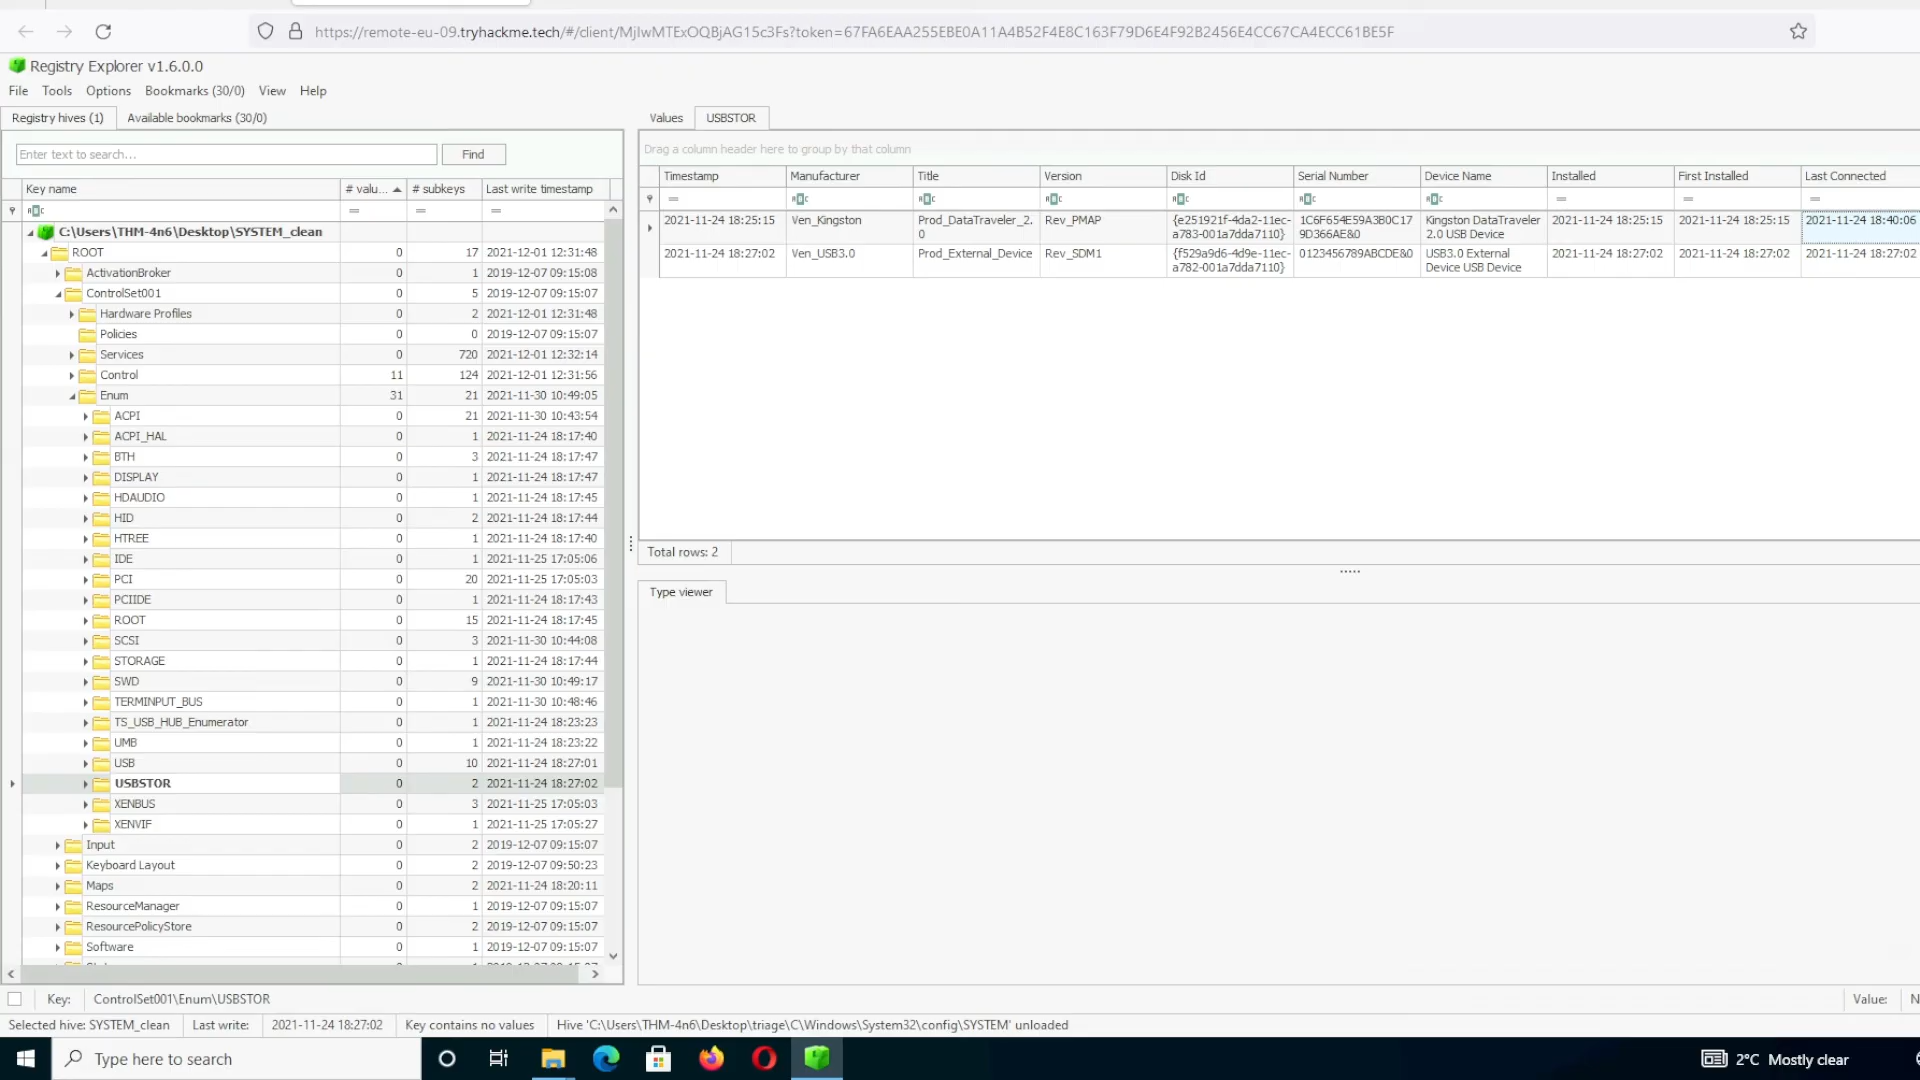 https://remote-eu-09.tryhackme.tech/#/client/MjIwMTExOQBjAG15c3Fs?token=67FA6EAA255EBE0A11A4B52F4E8C163F79D6E4F92B2456E4CC67CA4ECC61BE5F
Registry Explorer v1.6.0.0
File Tools Options Bookmarks (30/0) View Help
Registry hives (1) Available bookmarks (30/0)
Enter text to search... Find
Key name # valu... # subkeys Last write timestamp
C:\Users\THM-4n6\Desktop\SYSTEM_clean
ROOT 0 17 2021-12-01 12:31:48
ActivationBroker 0 1 2019-12-07 09:15:08
ControlSet001 0 5 2019-12-07 09:15:07
Hardware Profiles 0 2 2021-12-01 12:31:48
Policies 0 0 2019-12-07 09:15:07
Services 0 720 2021-12-01 12:32:14
Control 11 124 2021-12-01 12:31:56
Enum 31 21 2021-11-30 10:49:05
ACPI 0 21 2021-11-30 10:43:54
ACPI_HAL 0 1 2021-11-24 18:17:40
BTH 0 3 2021-11-24 18:17:47
DISPLAY 0 1 2021-11-24 18:17:47
HDAUDIO 0 1 2021-11-24 18:17:45
HID 0 2 2021-11-24 18:17:44
HTREE 0 1 2021-11-24 18:17:40
IDE 0 1 2021-11-25 17:05:06
PCI 0 20 2021-11-25 17:05:03
PCIIDE 0 1 2021-11-24 18:17:43
ROOT 0 15 2021-11-24 18:17:45
SCSI 0 3 2021-11-30 10:44:08
STORAGE 0 1 2021-11-24 18:17:44
SWD 0 9 2021-11-30 10:49:17
TERMINPUT_BUS 0 1 2021-11-30 10:48:46
TS_USB_HUB_Enumerator 0 1 2021-11-24 18:23:23
UMB 0 1 2021-11-24 18:23:22
USB 0 10 2021-11-24 18:27:01
USBSTOR 0 2 2021-11-24 18:27:02
XENBUS 0 3 2021-11-25 17:05:03
XENVIF 0 1 2021-11-25 17:05:27
Input 0 2 2019-12-07 09:15:07
Keyboard Layout 0 2 2019-12-07 09:50:23
Maps 0 2 2021-11-24 18:20:11
ResourceManager 0 1 2019-12-07 09:15:07
ResourcePolicyStore 0 2 2019-12-07 09:15:07
Software 0 1 2019-12-07 09:15:07
Values USBSTOR
Drag a column header here to group by that column
Timestamp Manufacturer Title Version Disk Id Serial Number Device Name Installed First Installed Last Connected
2021-11-24 18:25:15 Ven_Kingston Prod_DataTraveler_2. Rev_PMAP {e251921f-4da2-11ec- 1C6F654E59A3B0C17 Kingston DataTraveler 2021-11-24 18:25:15 2021-11-24 18:25:15 2021-11-24 18:40:06
0 a783-001a7dda7110} 9D366AE&0 2.0 USB Device
2021-11-24 18:27:02 Ven_USB3.0 Prod_External_Device Rev_SDM1 {f529a9d6-4d9e-11ec- 0123456789ABCDE&0 USB3.0 External 2021-11-24 18:27:02 2021-11-24 18:27:02 2021-11-24 18:27:02
a782-001a7dda7110} Device USB Device
Total rows: 2
Type viewer
Key: ControlSet001\Enum\USBSTOR Value: N
Selected hive: SYSTEM_clean Last write: 2021-11-24 18:27:02 Key contains no values Hive 'C:\Users\THM-4n6\Desktop\triage\C\Windows\System32\config\SYSTEM' unloaded
Type here to search 2°C Mostly clear